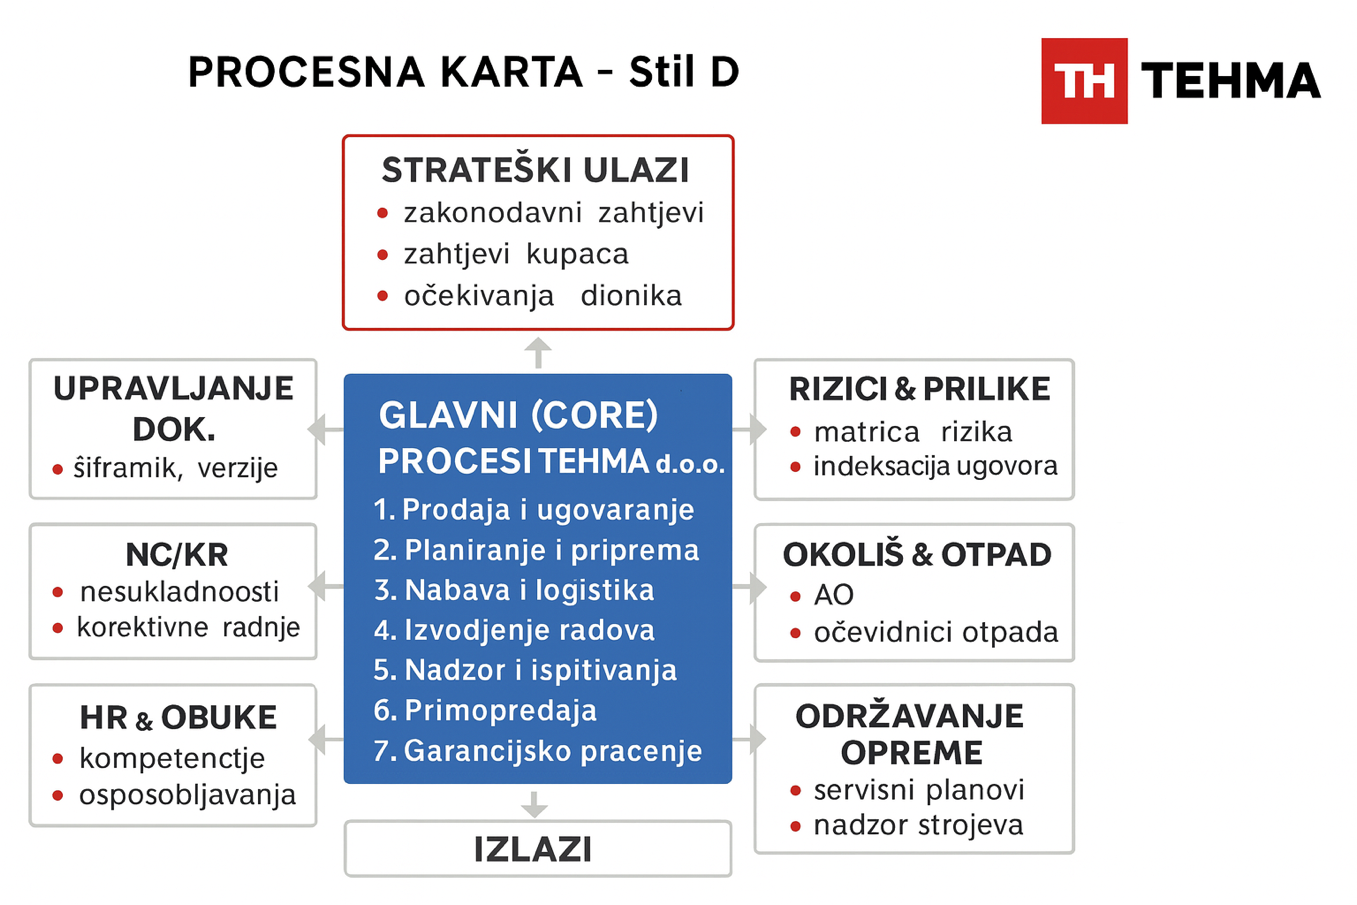 PROCESNA KARTA - Stil D
TH TEHMA
STRATEŠKI ULAZI
• zakonodavni zahtjevi
• zahtjevi kupaca
• očekivanja dionika
UPRAVLJANJE
DOK.
• ŝiframik, verzije
NC/KR
• nesukladnoosti
• korektivne radnje
HR & OBUKE
• kompetenctje
• osposobljavanja
GLAVNI (CORE)
PROCESI TEHMA d.o.o.
1. Prodaja i ugovaranje
2. Planiranje i priprema
3. Nabava i logistika
4. Izvodjenje radova
5. Nadzor i ispitivanja
6. Primopredaja
7. Garancijsko pracenje
RIZICI & PRILIKE
• matrica rizika
• indeksacija ugovora
OKOLIŠ & OTPAD
• AO
• očevidnici otpada
ODRŽAVANJE
OPREME
• servisni planovi
• nadzor strojeva
IZLAZI